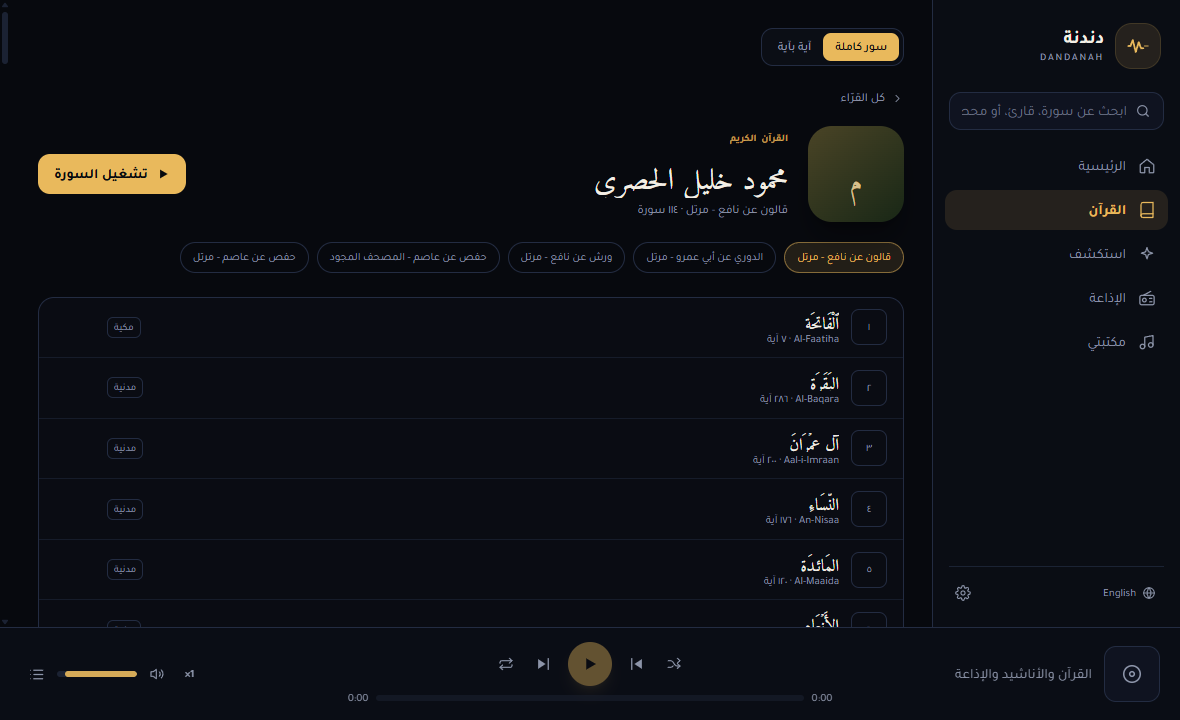 دندنة
DANDANAH
ابحث عن سورة، قارئ، أو محد
الرئيسية
القرآن
استكشف
الإذاعة
مكتبتي
English
سور كاملة
آية بآية
كل القرّاء
القرآن الكريم
محمود خليل الحصري
قالون عن نافع - مرتل · ١١٤ سورة
م
تشغيل السورة
قالون عن نافع - مرتل
الدوري عن أبي عمرو - مرتل
ورش عن نافع - مرتل
حفص عن عاصم - المصحف المجود
حفص عن عاصم - مرتل
١
ٱلْفَاتِحَة
Al-Faatiha · ٧ آية
مكية
٢
البَقَرَة
Al-Baqara · ٢٨٦ آية
مدنية
٣
آل عِمۡرَان
Aal-i-Imraan · ٢٠٠ آية
مدنية
٤
النِّسَاء
An-Nisaa · ١٧٦ آية
مدنية
٥
المَائدَة
Al-Maaida · ١٢٠ آية
مدنية
القرآن والأناشيد والإذاعة
0:00
0:00
x1